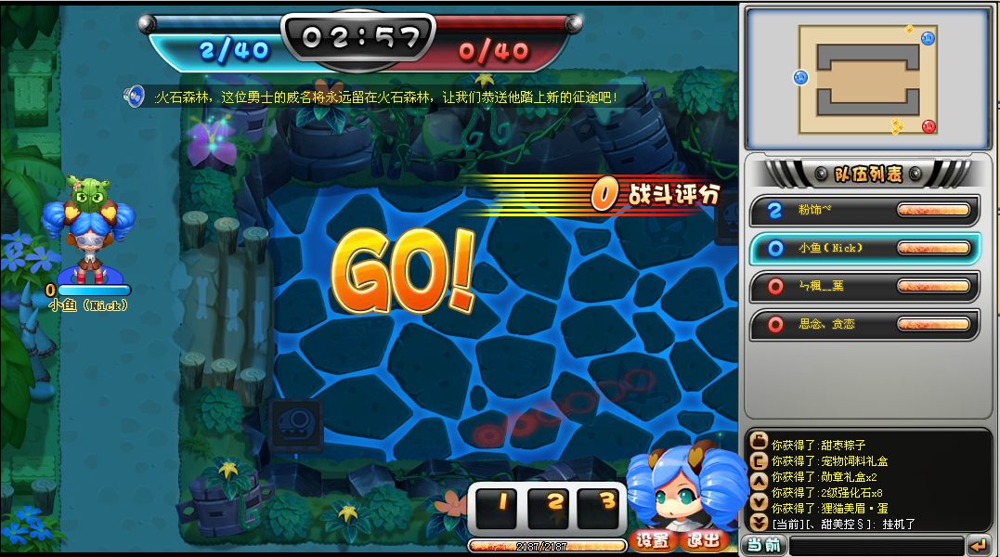 2/40
02:57
0/40
:火石森林, 这位勇士的威名将永远留在火石森林, 让我们恭送他踏上新的征途吧!
0 战斗评分
GO!
0
小鱼(Nick)
队伍列表
2 粉饰~
0 小鱼(Nick)
0 ㄣ楓灬葉
0 思念、贪恋
你获得了:甜枣粽子
你获得了:宠物饲料礼盒
你获得了:勋章礼盒x2
你获得了:2级强化石x8
你获得了:狸猫美眉·蛋
[当前][、甜美控§]: 挂机了
当前
1 2 3
2187/2187
设置 退出